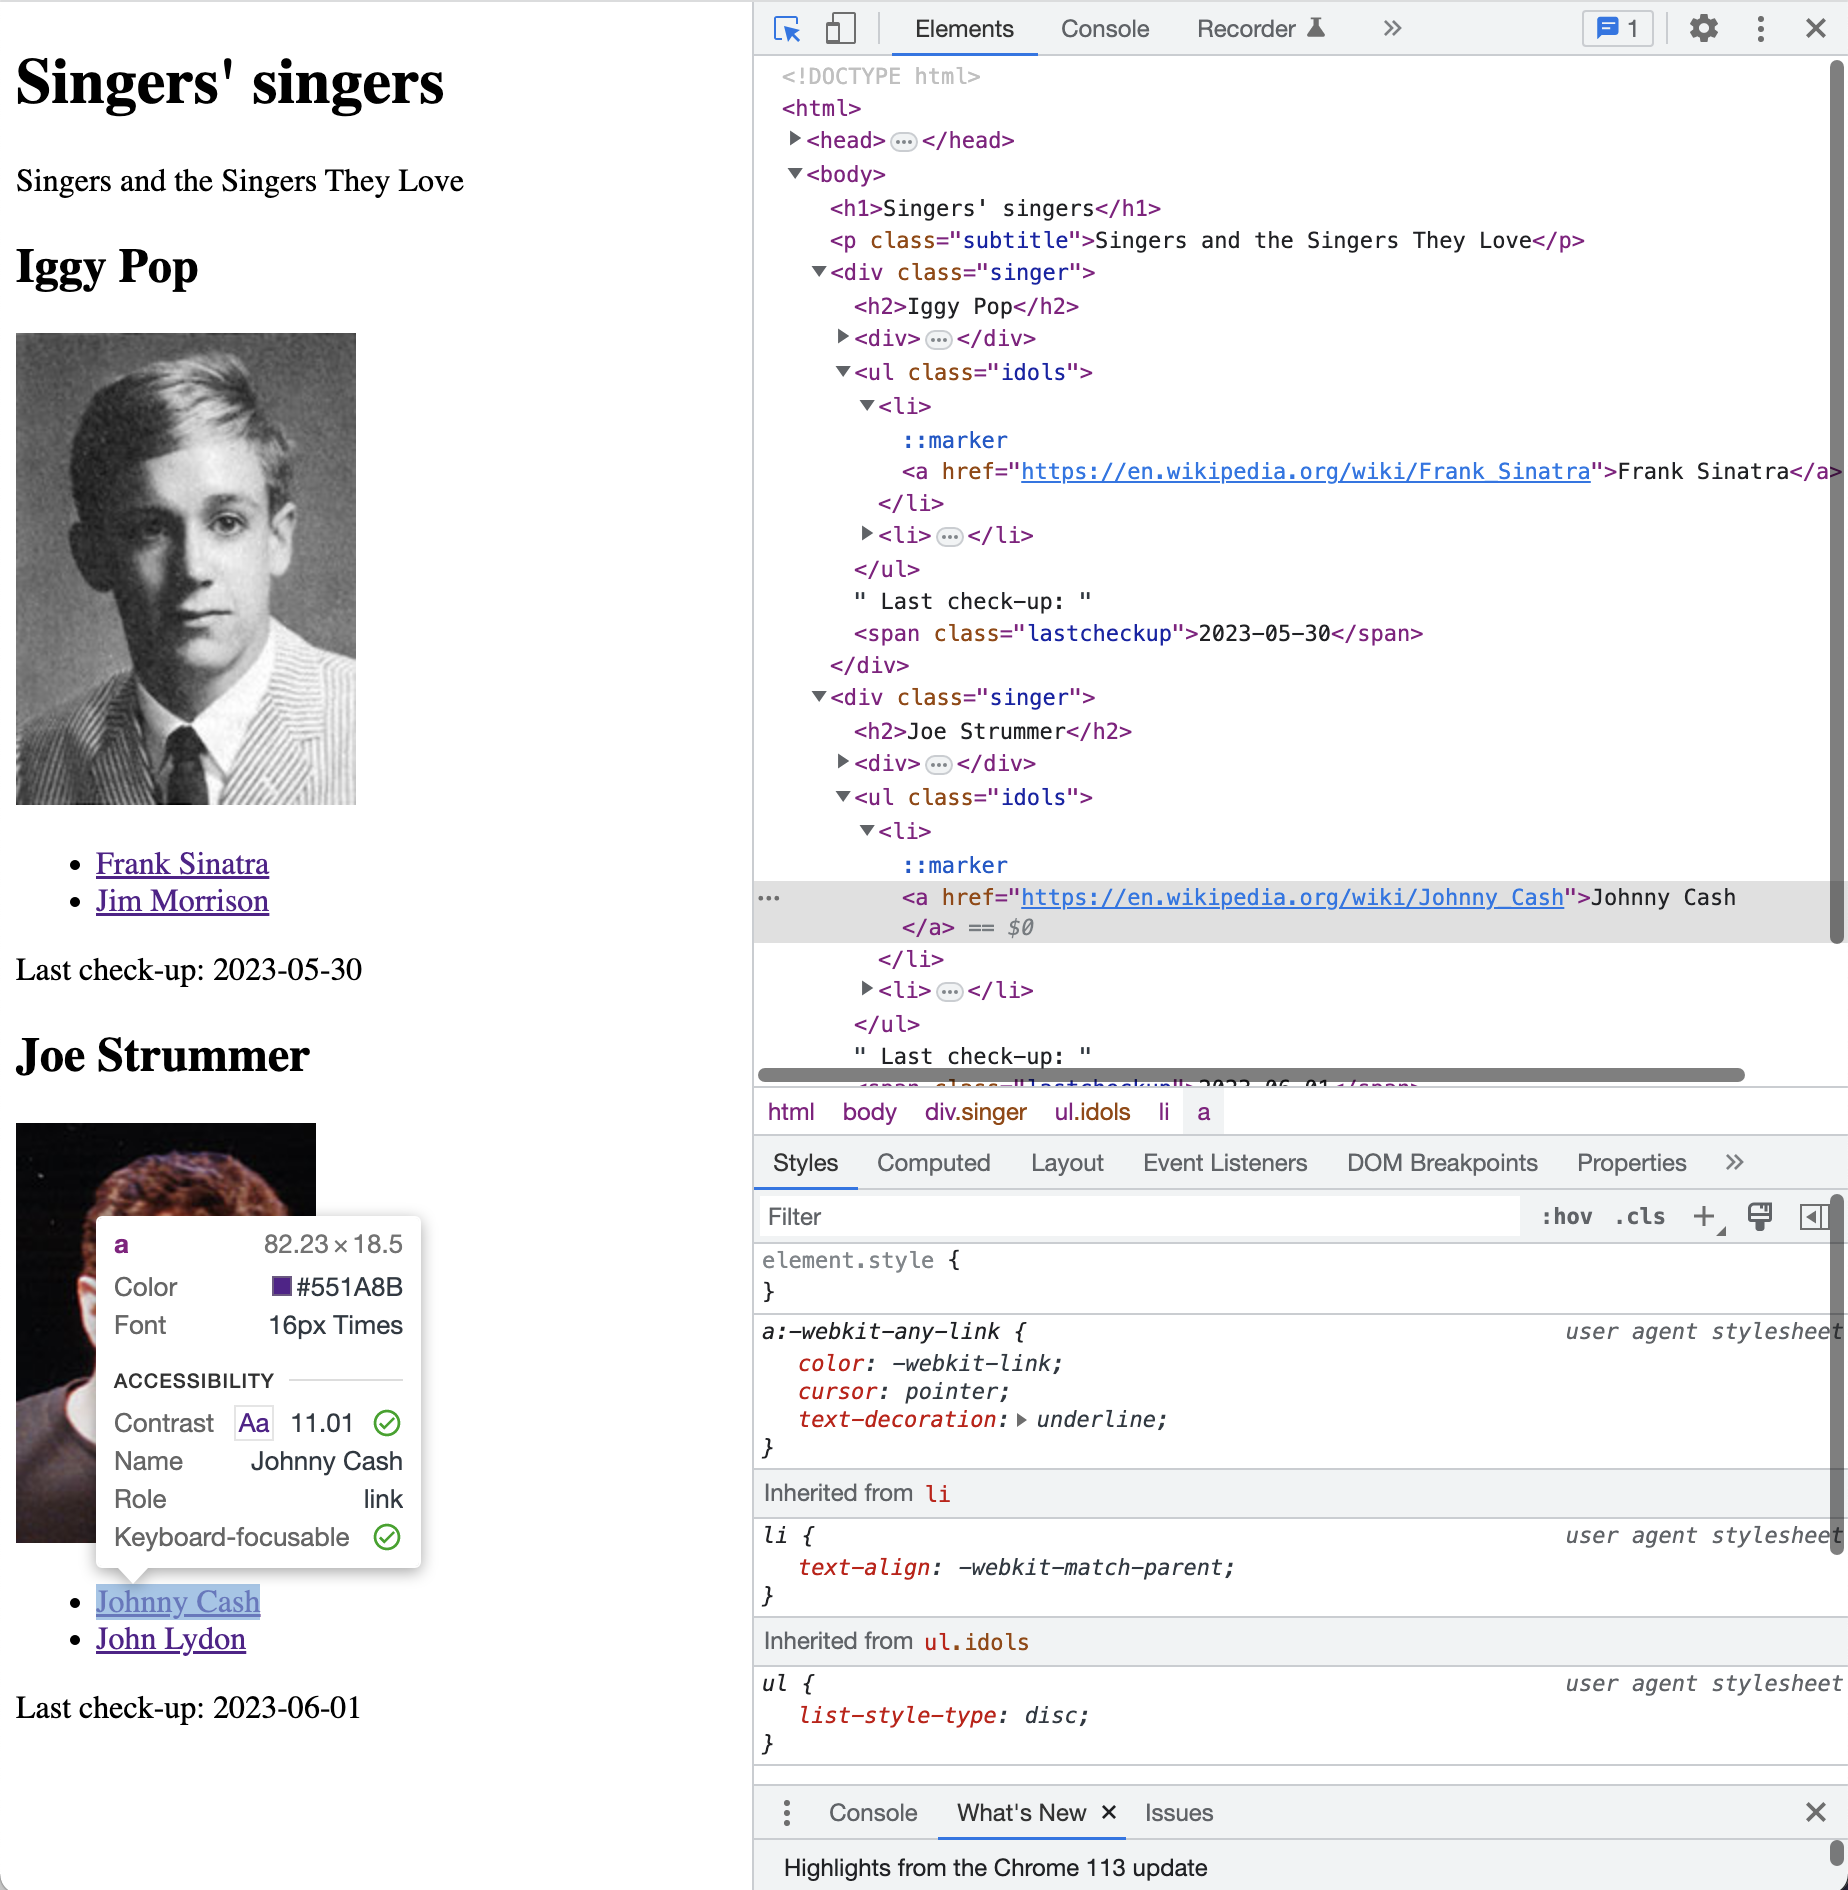 Singers' singers
Singers and the Singers They Love
Iggy Pop
Frank Sinatra
Jim Morrison
Last check-up: 2023-05-30
Joe Strummer
a 82.23 × 18.5
Color #551A8B
Font 16px Times
ACCESSIBILITY
Contrast Aa 11.01
Name Johnny Cash
Role link
Keyboard-focusable
Johnny Cash
John Lydon
Last check-up: 2023-06-01
Elements Console Recorder 1
<!DOCTYPE html>
<html>
<head> ••• </head>
<body>
<h1>Singers' singers</h1>
<p class="subtitle">Singers and the Singers They Love</p>
<div class="singer">
<h2>Iggy Pop</h2>
<div> ••• </div>
<ul class="idols">
<li>
::marker
<a href="https://en.wikipedia.org/wiki/Frank_Sinatra">Frank Sinatra</a>
</li>
<li> ••• </li>
</ul>
" Last check-up: "
<span class="lastcheckup">2023-05-30</span>
</div>
<div class="singer">
<h2>Joe Strummer</h2>
<div> ••• </div>
<ul class="idols">
<li>
::marker
<a href="https://en.wikipedia.org/wiki/Johnny_Cash">Johnny Cash
</a> == $0
</li>
<li> ••• </li>
</ul>
" Last check-up: "
<span class="lastcheckup">2023-06-01</span>
html body div.singer ul.idols li a
Styles Computed Layout Event Listeners DOM Breakpoints Properties
Filter :hov .cls
element.style {
}
a:-webkit-any-link { user agent stylesheet
color: -webkit-link;
cursor: pointer;
text-decoration: underline;
}
Inherited from li
li { user agent stylesheet
text-align: -webkit-match-parent;
}
Inherited from ul.idols
ul { user agent stylesheet
list-style-type: disc;
}
Console What's New Issues
Highlights from the Chrome 113 update